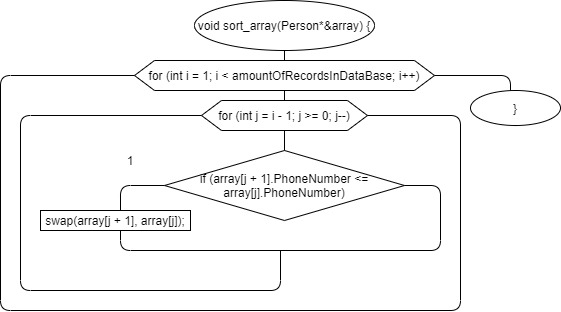 void sort_array(Person*&array) {
for (int i = 1; i < amountOfRecordsInDataBase; i++)
}
for (int j = i - 1; j >= 0; j--)
1
if (array[j + 1].PhoneNumber <=
array[j].PhoneNumber)
swap(array[j + 1], array[j]);